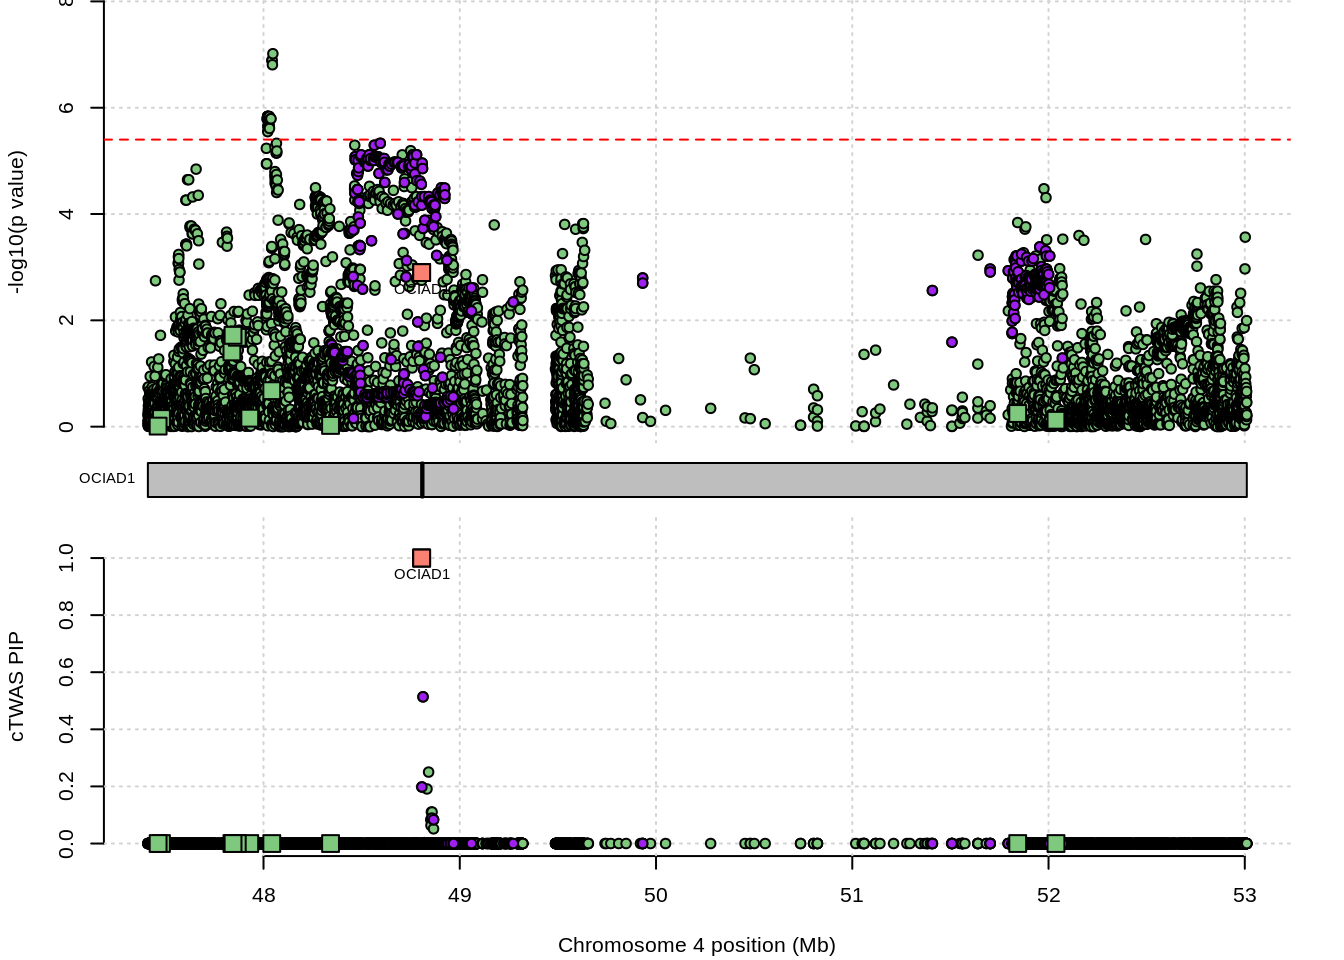 8
6
4
2
0
-log10(p value)
OCIAD1
OCIAD1
1.0
0.8
0.6
0.4
0.2
0.0
cTWAS PIP
OCIAD1
48 49 50 51 52 53
Chromosome 4 position (Mb)